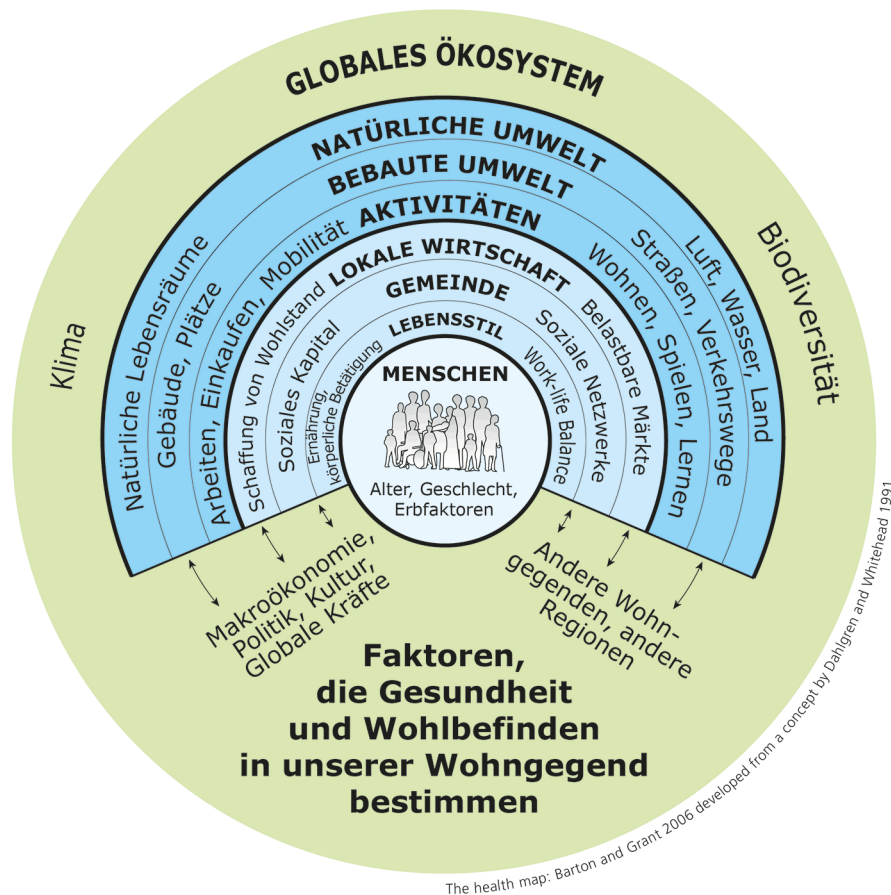 GLOBALES ÖKOSYSTEM
Klima
Biodiversität
NATÜRLICHE UMWELT
Natürliche Lebensräume
Luft, Wasser, Land
BEBAUTE UMWELT
Gebäude, Plätze
Straßen, Verkehrswege
AKTIVITÄTEN
Arbeiten, Einkaufen, Mobilität
Wohnen, Spielen, Lernen
LOKALE WIRTSCHAFT
Schaffung von Wohlstand
Belastbare Märkte
GEMEINDE
Soziales Kapital
Soziale Netzwerke
LEBENSSTIL
Ernährung,
körperliche Betätigung
Work-life Balance
MENSCHEN
Alter, Geschlecht,
Erbfaktoren
Makroökonomie,
Politik, Kultur,
Globale Kräfte
Andere Wohn-
gegenden, andere
Regionen
Faktoren,
die Gesundheit
und Wohlbefinden
in unserer Wohngegend
bestimmen
The health map: Barton and Grant 2006 developed from a concept by Dahlgren and Whitehead 1991